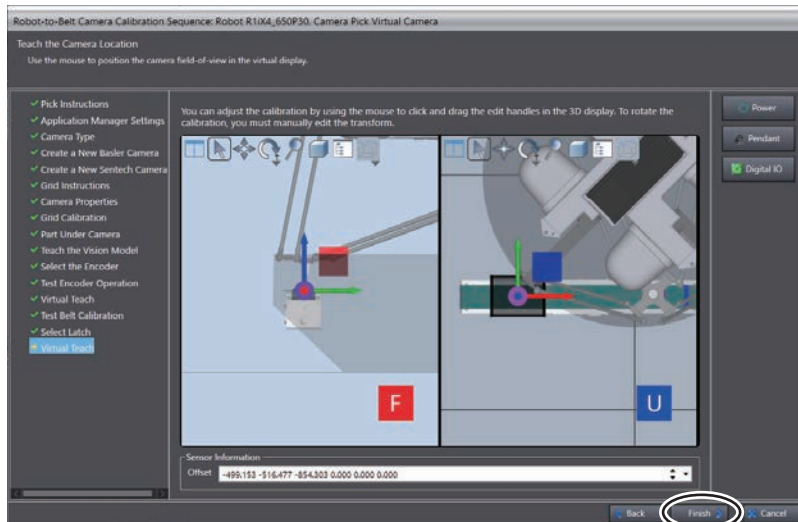 Robot-to-Belt Camera Calibration Sequence: Robot R1iX4_650P30, Camera Pick Virtual Camera
Teach the Camera Location
Use the mouse to position the camera field-of-view in the virtual display.
Pick Instructions
Application Manager Settings
Camera Type
Create a New Basler Camera
Create a New Sentech Camera
Grid Instructions
Camera Properties
Grid Calibration
Part Under Camera
Teach the Vision Model
Select the Encoder
Test Encoder Operation
Virtual Teach
Test Belt Calibration
Select Latch
Virtual Teach
You can adjust the calibration by using the mouse to click and drag the edit handles in the 3D display. To rotate the
calibration, you must manually edit the transform.
F
U
Sensor Information
Offset -499.153 -516.477 -854.303 0.000 0.000 0.000
Power
Pendant
Digital IO
Back
Finish
Cancel